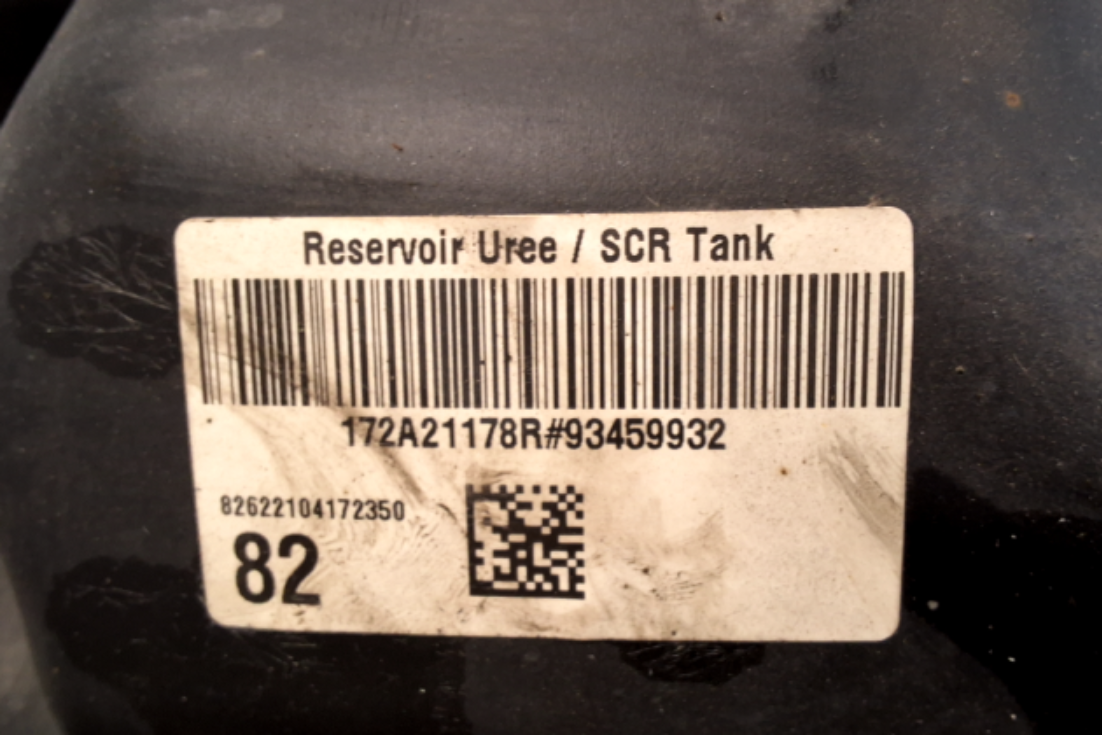 Reservoir Uree / SCR Tank
172A21178R#93459932
82622104172350
82